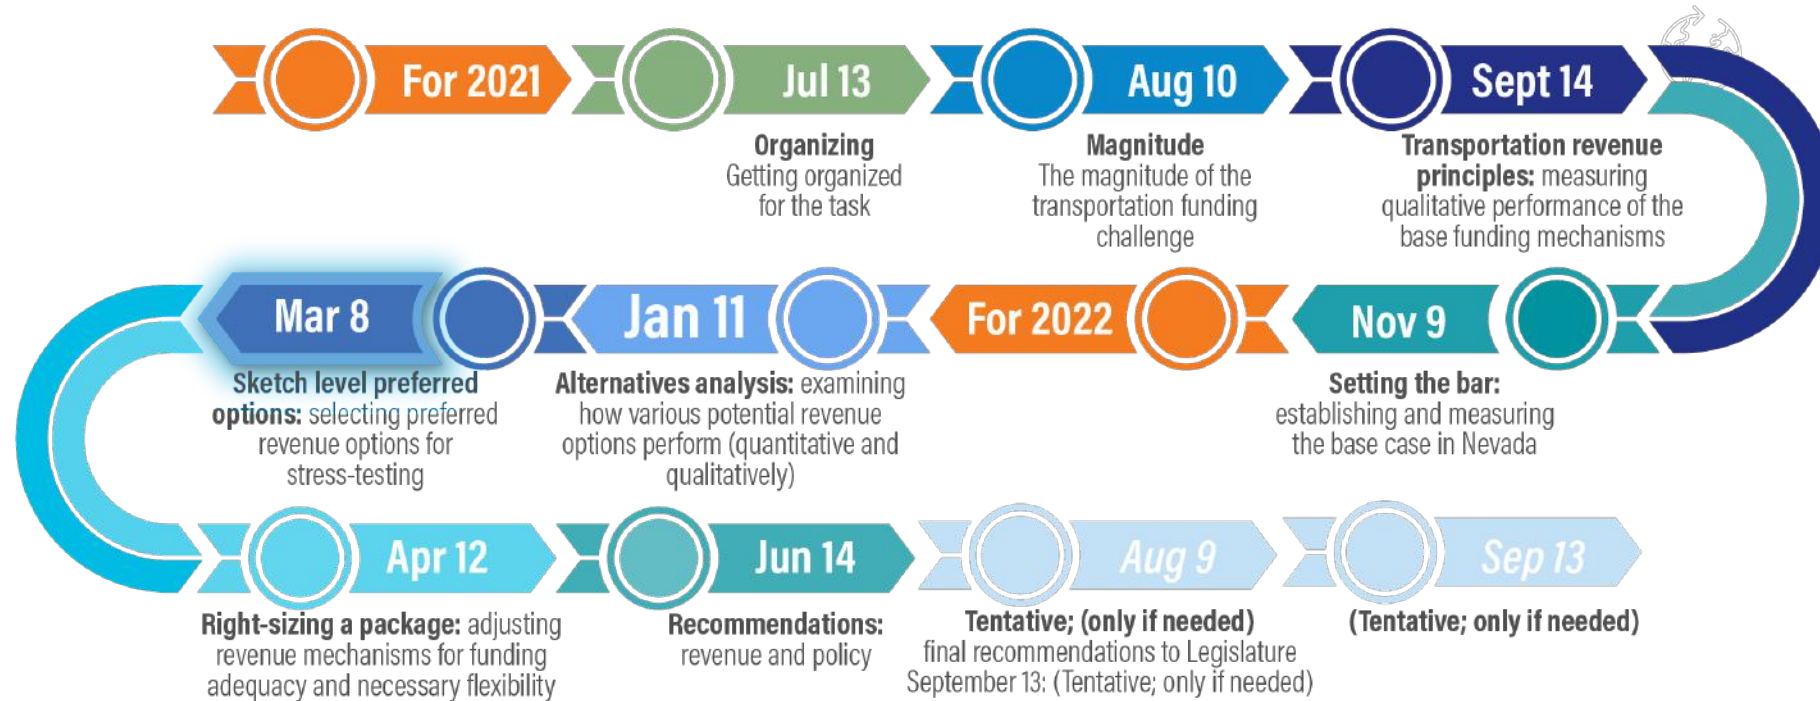 For 2021
Jul 13
Aug 10
Sept 14
Organizing
Getting organized
for the task
Magnitude
The magnitude of the
transportation funding
challenge
Transportation revenue
principles: measuring
qualitative performance of the
base funding mechanisms
Mar 8
Jan 11
For 2022
Nov 9
Sketch level preferred
options: selecting preferred
revenue options for
stress-testing
Alternatives analysis: examining
how various potential revenue
options perform (quantitative and
qualitatively)
Setting the bar:
establishing and measuring
the base case in Nevada
Apr 12
Jun 14
Aug 9
Sep 13
Right-sizing a package: adjusting
revenue mechanisms for funding
adequacy and necessary flexibility
Recommendations:
revenue and policy
Tentative; (only if needed)
final recommendations to Legislature
September 13: (Tentative; only if needed)
(Tentative; only if needed)